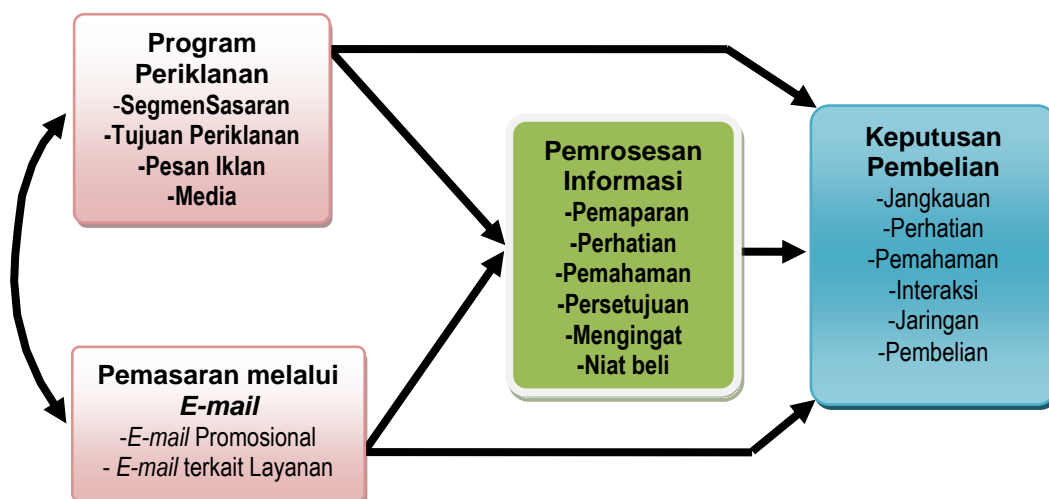 Program
Periklanan
-SegmenSasaran
-Tujuan Periklanan
-Pesan Iklan
-Media
Pemasaran melalui
E-mail
-E-mail Promosional
- E-mail terkait Layanan
Pemrosesan
Informasi
-Pemaparan
-Perhatian
-Pemahaman
-Persetujuan
-Mengingat
-Niat beli
Keputusan
Pembelian
-Jangkauan
-Perhatian
-Pemahaman
-Interaksi
-Jaringan
-Pembelian